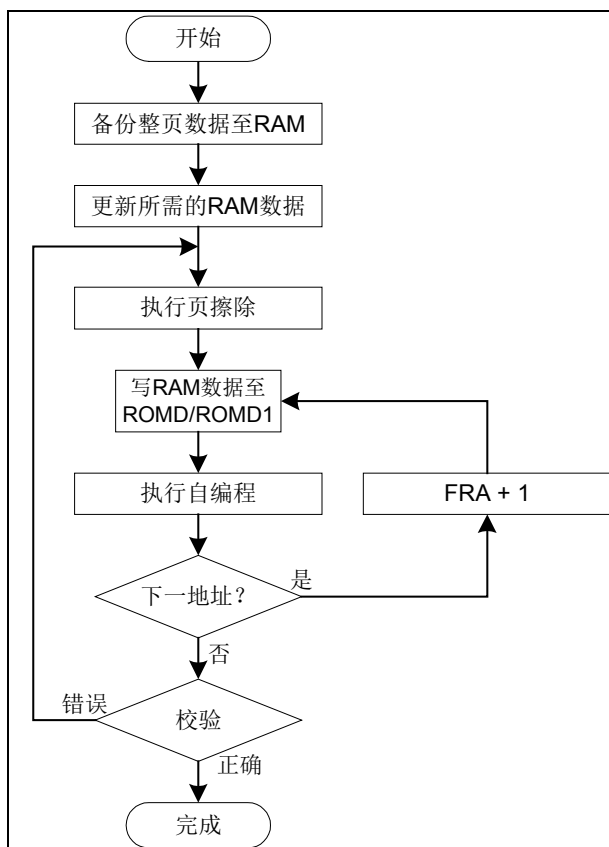 开始
备份整页数据至RAM
更新所需的RAM数据
执行页擦除
写RAM数据至
ROMD/ROMD1
执行自编程
FRA + 1
下一地址？
是
否
错误
校验
正确
完成